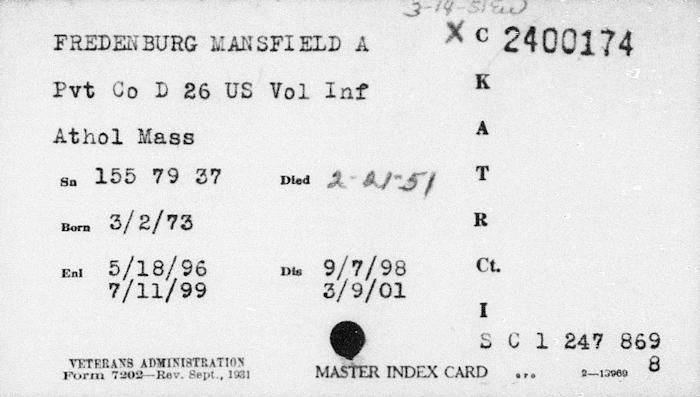 3-14-51EW
FREDENBURG MANSFIELD A
X C 2400174
Pvt Co D 26 US Vol Inf
K
Athol Mass
A
Sn 155 79 37 Died 2-21-51
T
Born 3/2/73
R
Enl 5/18/96 Dis 9/7/98
Ct.
7/11/99 3/9/01
I
S C 1 247 869
8
VETERANS ADMINISTRATION
Form 7202—Rev. Sept., 1931
MASTER INDEX CARD
2—13969